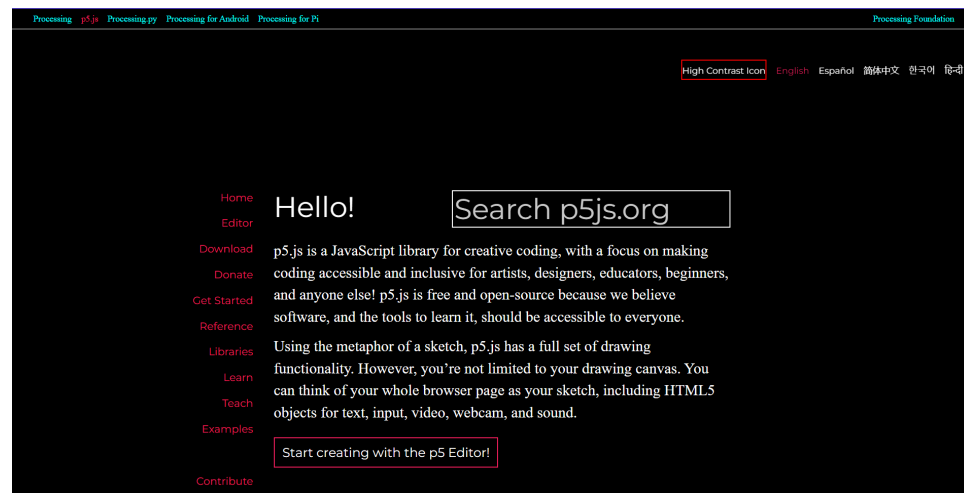 Processing p5.js Processing.py Processing for Android Processing for Pi Processing Foundation
High Contrast Icon English Español 简体中文 한국어 हिन्दी
Home
Editor
Download
Donate
Get Started
Reference
Libraries
Learn
Teach
Examples
Contribute
Hello!
Search p5js.org
p5.js is a JavaScript library for creative coding, with a focus on making
coding accessible and inclusive for artists, designers, educators, beginners,
and anyone else! p5.js is free and open-source because we believe
software, and the tools to learn it, should be accessible to everyone.
Using the metaphor of a sketch, p5.js has a full set of drawing
functionality. However, you’re not limited to your drawing canvas. You
can think of your whole browser page as your sketch, including HTML5
objects for text, input, video, webcam, and sound.
Start creating with the p5 Editor!